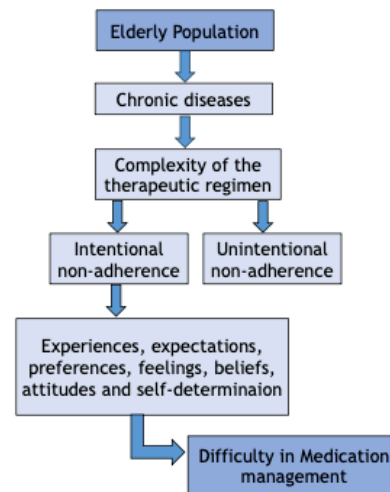 Elderly Population
Chronic diseases
Complexity of the
therapeutic regimen
Intentional
non-adherence
Unintentional
non-adherence
Experiences, expectations,
preferences, feelings, beliefs,
attitudes and self-determinaion
Difficulty in Medication
management